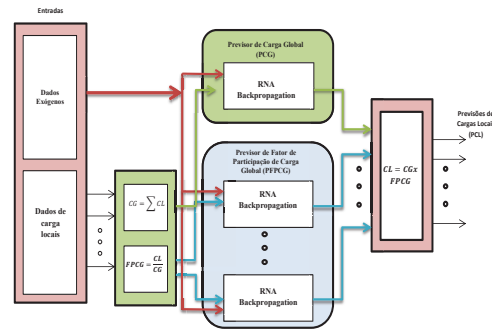 Entradas
Dados
Exógenos
Dados de
carga
locais
CG = ∑ CL
FPCG = CL/CG
Previsor de Carga Global
(PCG)
RNA
Backpropagation
Previsor de Fator de
Participação de Carga
Global (PFPCG)
RNA
Backpropagation
RNA
Backpropagation
CL = CGx
FPCG
Previsões de
Cargas Locai
(PCL)